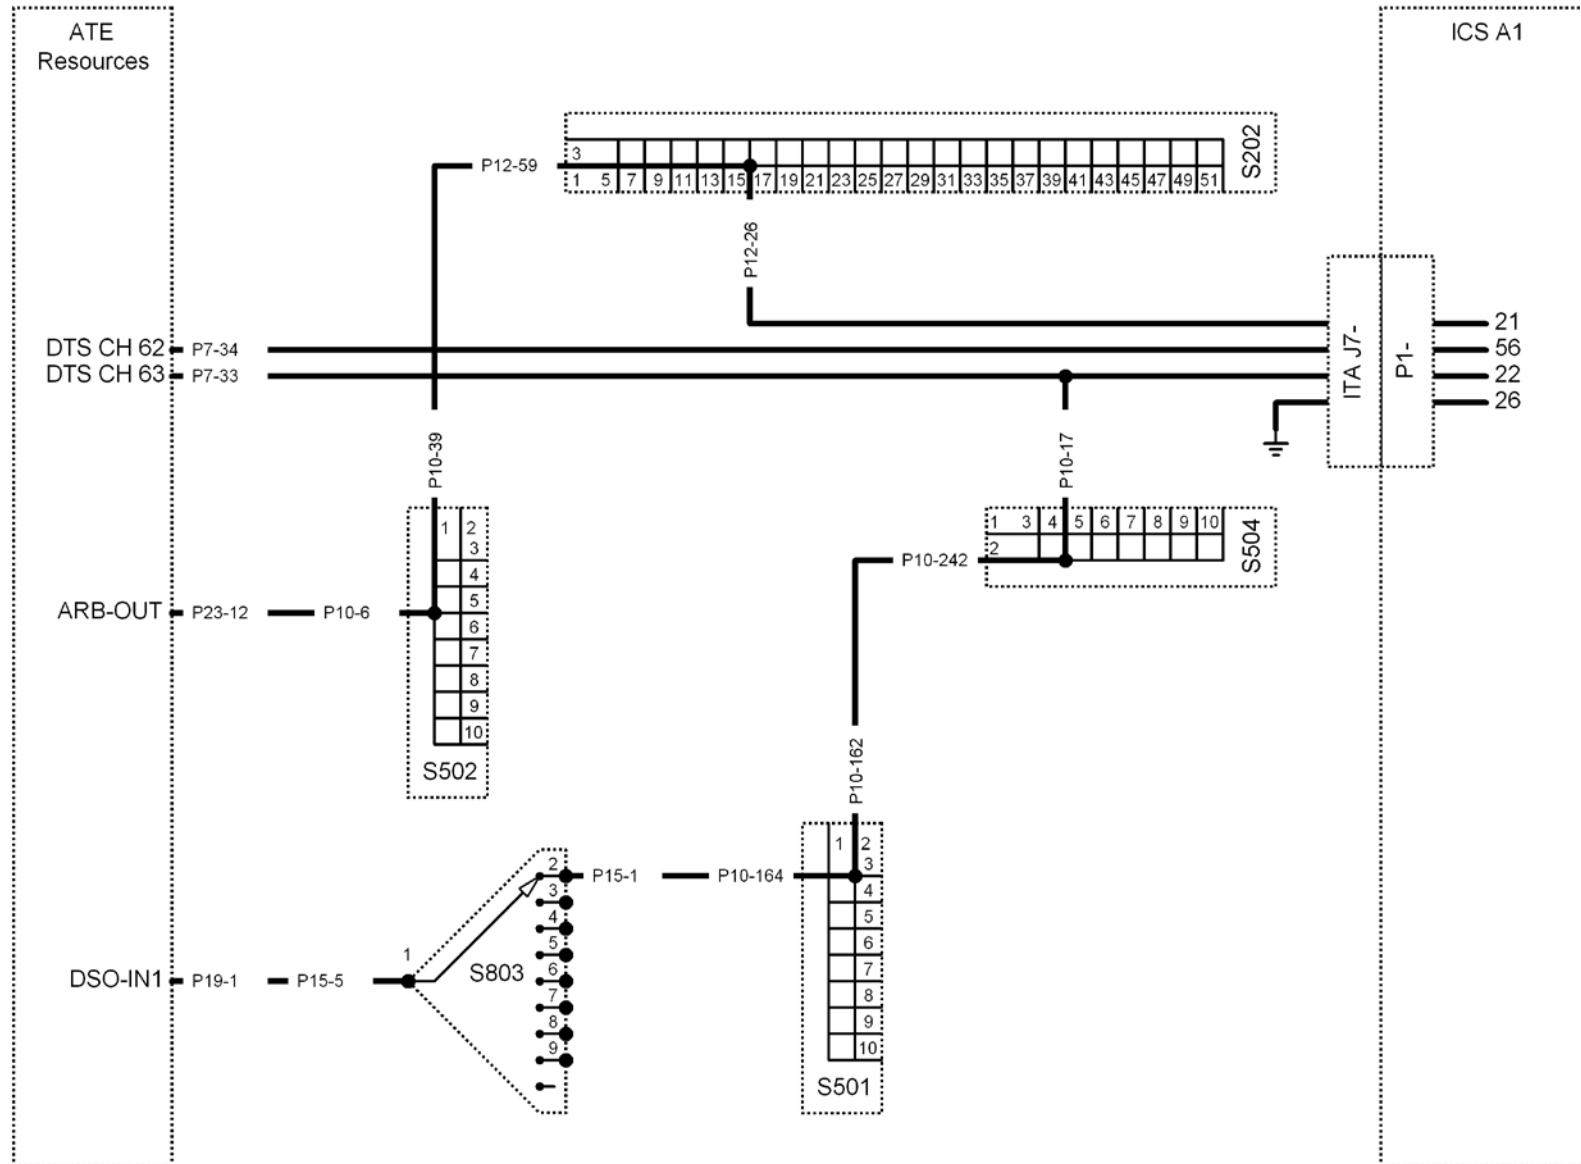 ATE
Resources
ICS A1
P12-59
3
1 5 7 9 11 13 15 17 19 21 23 25 27 29 31 33 35 37 39 41 43 45 47 49 51
S202
P12-26
DTS CH 62 P7-34
DTS CH 63 P7-33
ITA J7-
P1-
21
56
22
26
P10-39
P10-17
1 2
3
4
5
6
7
8
9
10
S502
1 3 4 5 6 7 8 9 10
2
S504
P10-242
ARB-OUT P23-12 P10-6
P10-162
1 2
3
4
5
6
7
8
9
10
S501
P15-1 P10-164
2
3
4
5
6
7
8
9
1
S803
DSO-IN1 P19-1 P15-5